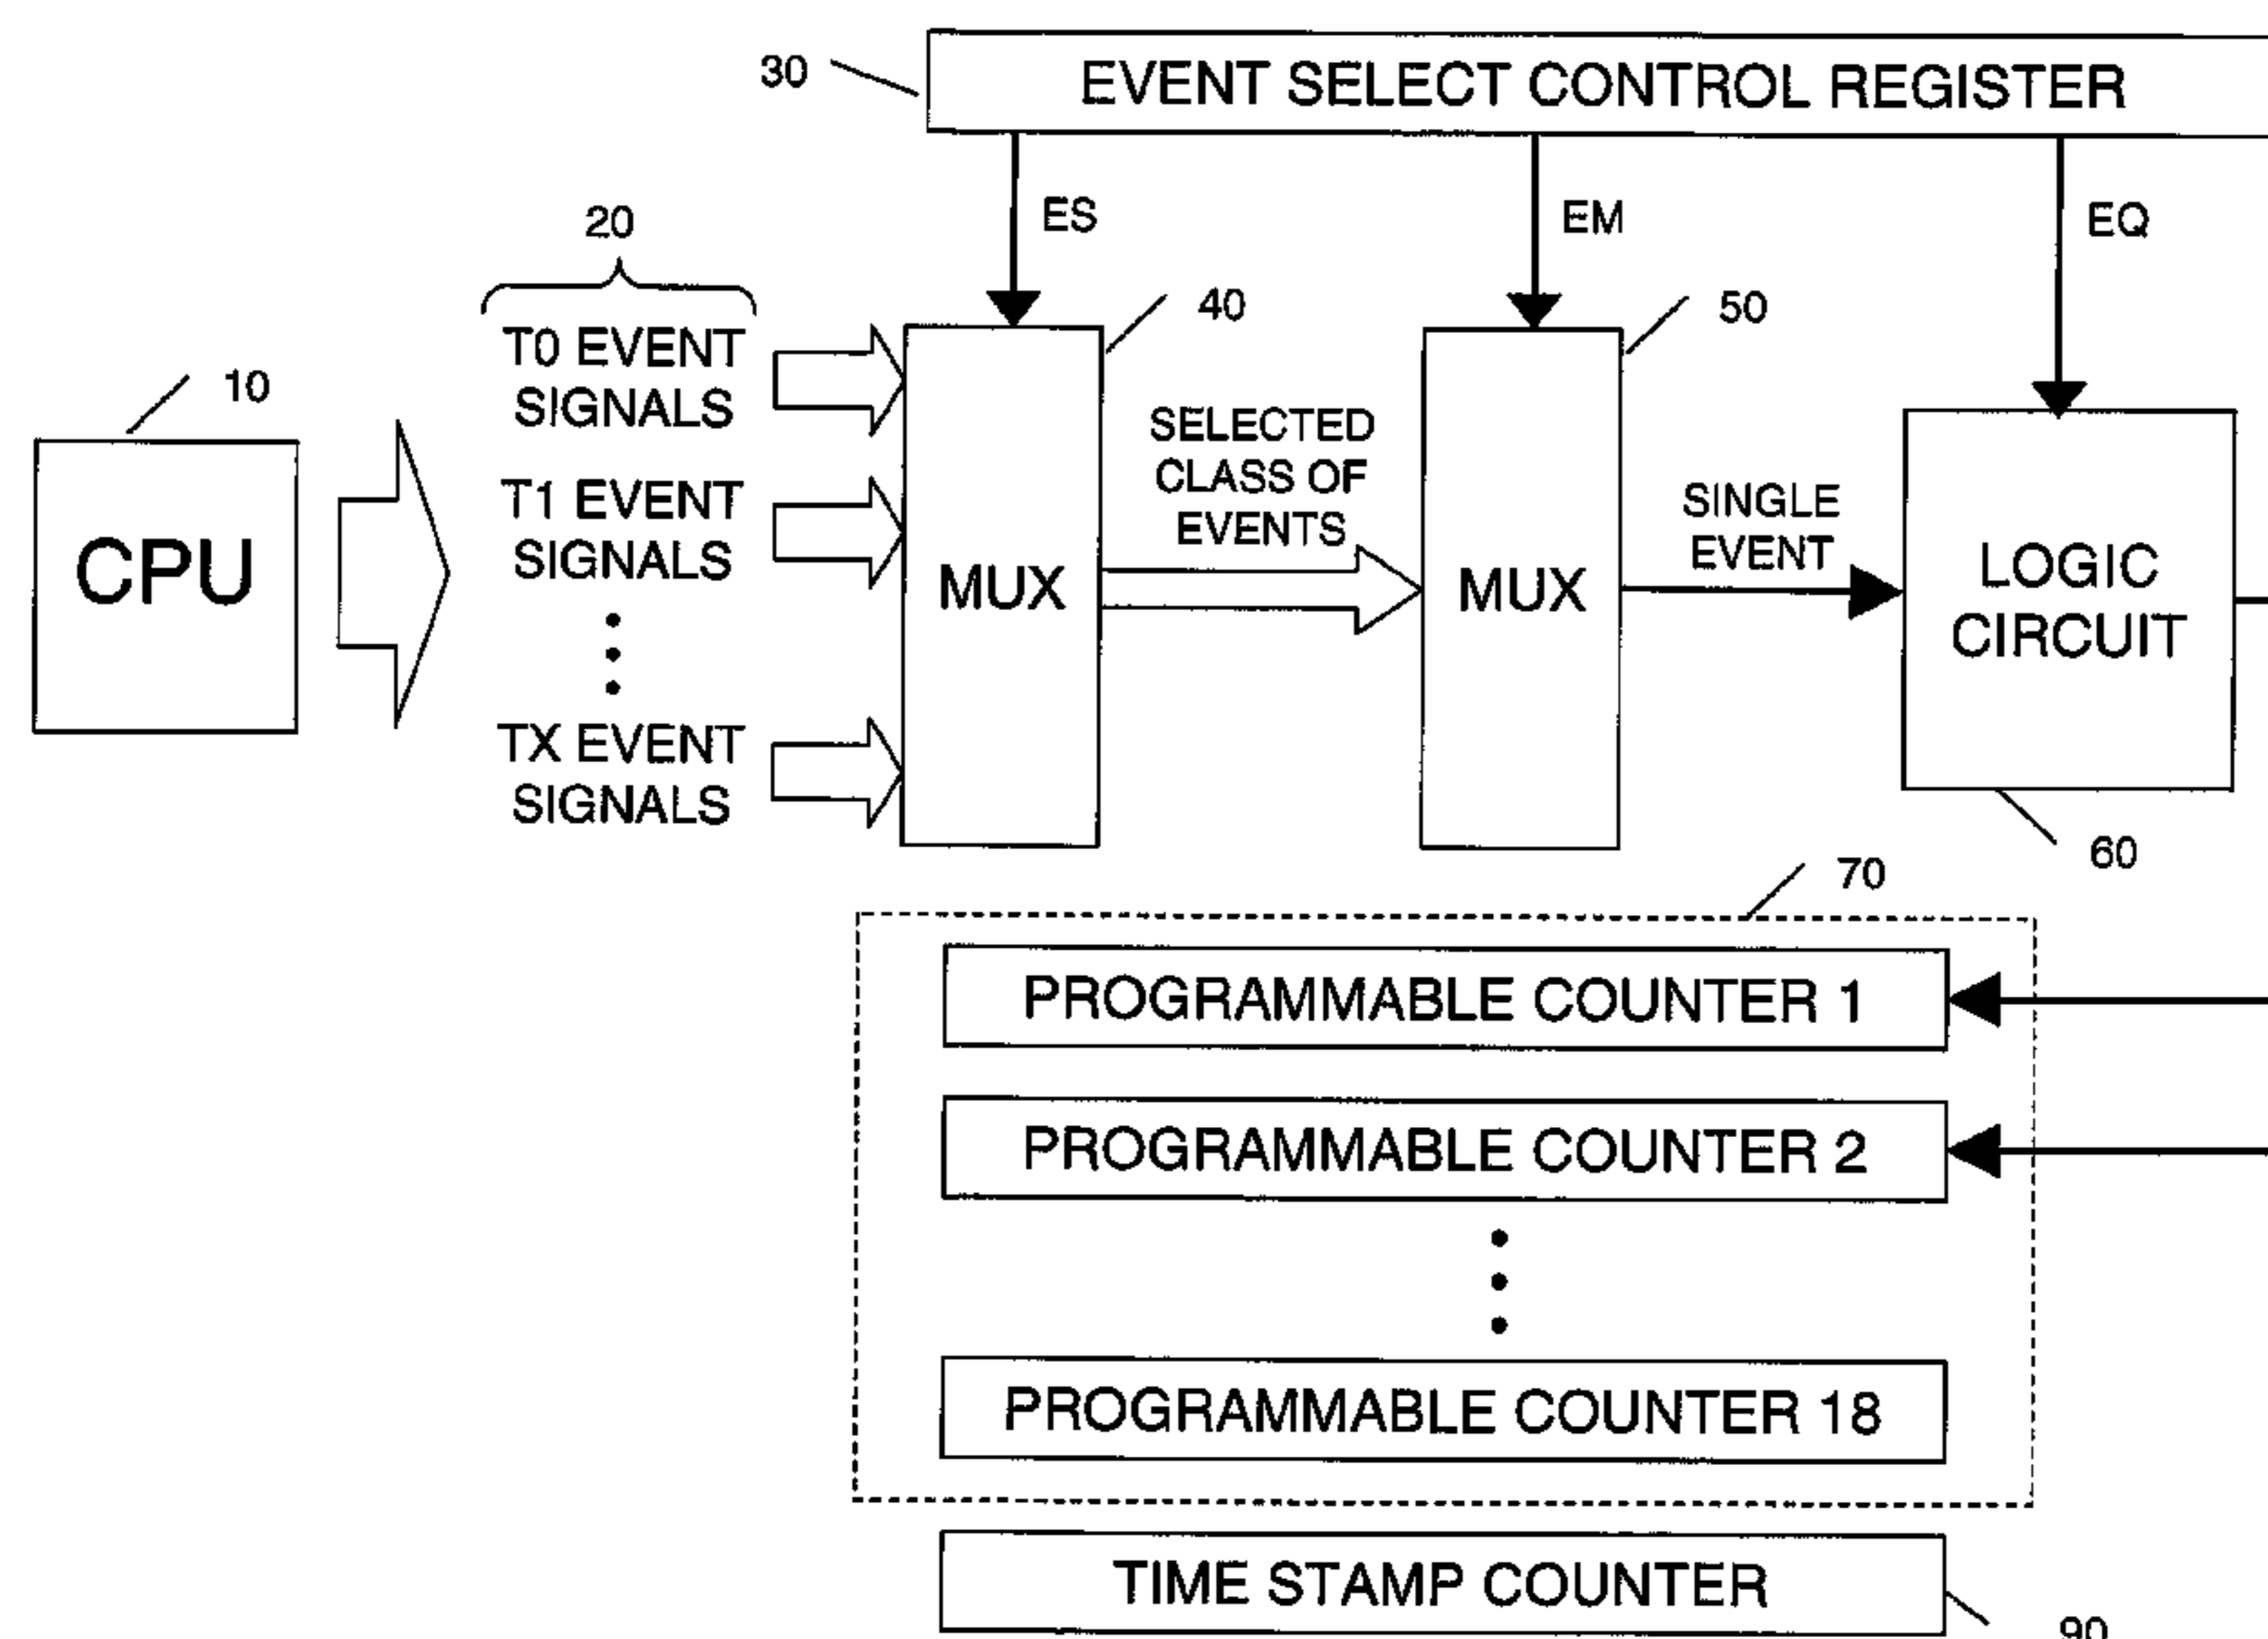 30
EVENT SELECT CONTROL REGISTER
ES
EM
EQ
20
40
50
10
T0 EVENT
SIGNALS
T1 EVENT
SIGNALS
TX EVENT
SIGNALS
CPU
MUX
SELECTED
CLASS OF
EVENTS
MUX
SINGLE
EVENT
LOGIC
CIRCUIT
60
70
PROGRAMMABLE COUNTER 1
PROGRAMMABLE COUNTER 2
PROGRAMMABLE COUNTER 18
TIME STAMP COUNTER
90